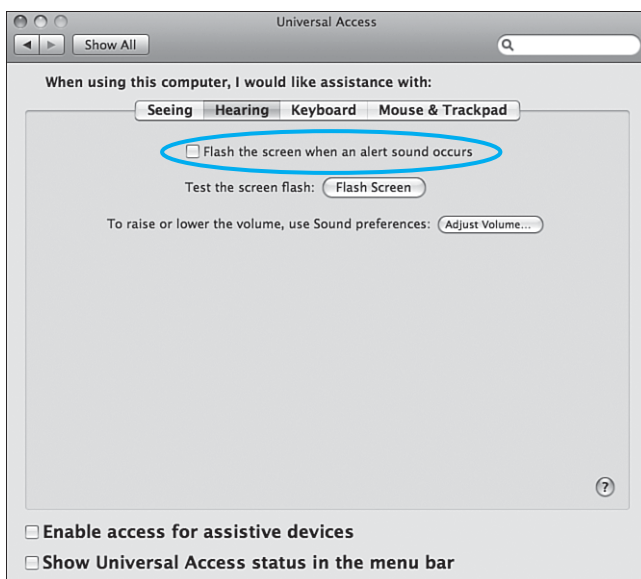 Universal Access
Show All
When using this computer, I would like assistance with:
Seeing Hearing Keyboard Mouse & Trackpad
Flash the screen when an alert sound occurs
Test the screen flash: Flash Screen
To raise or lower the volume, use Sound preferences: Adjust Volume...
?
Enable access for assistive devices
Show Universal Access status in the menu bar